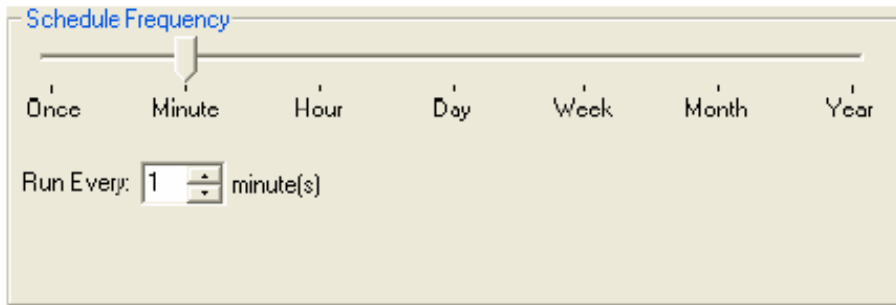 Schedule Frequency
Once Minute Hour Day Week Month Year
Run Every: 1 minute(s)